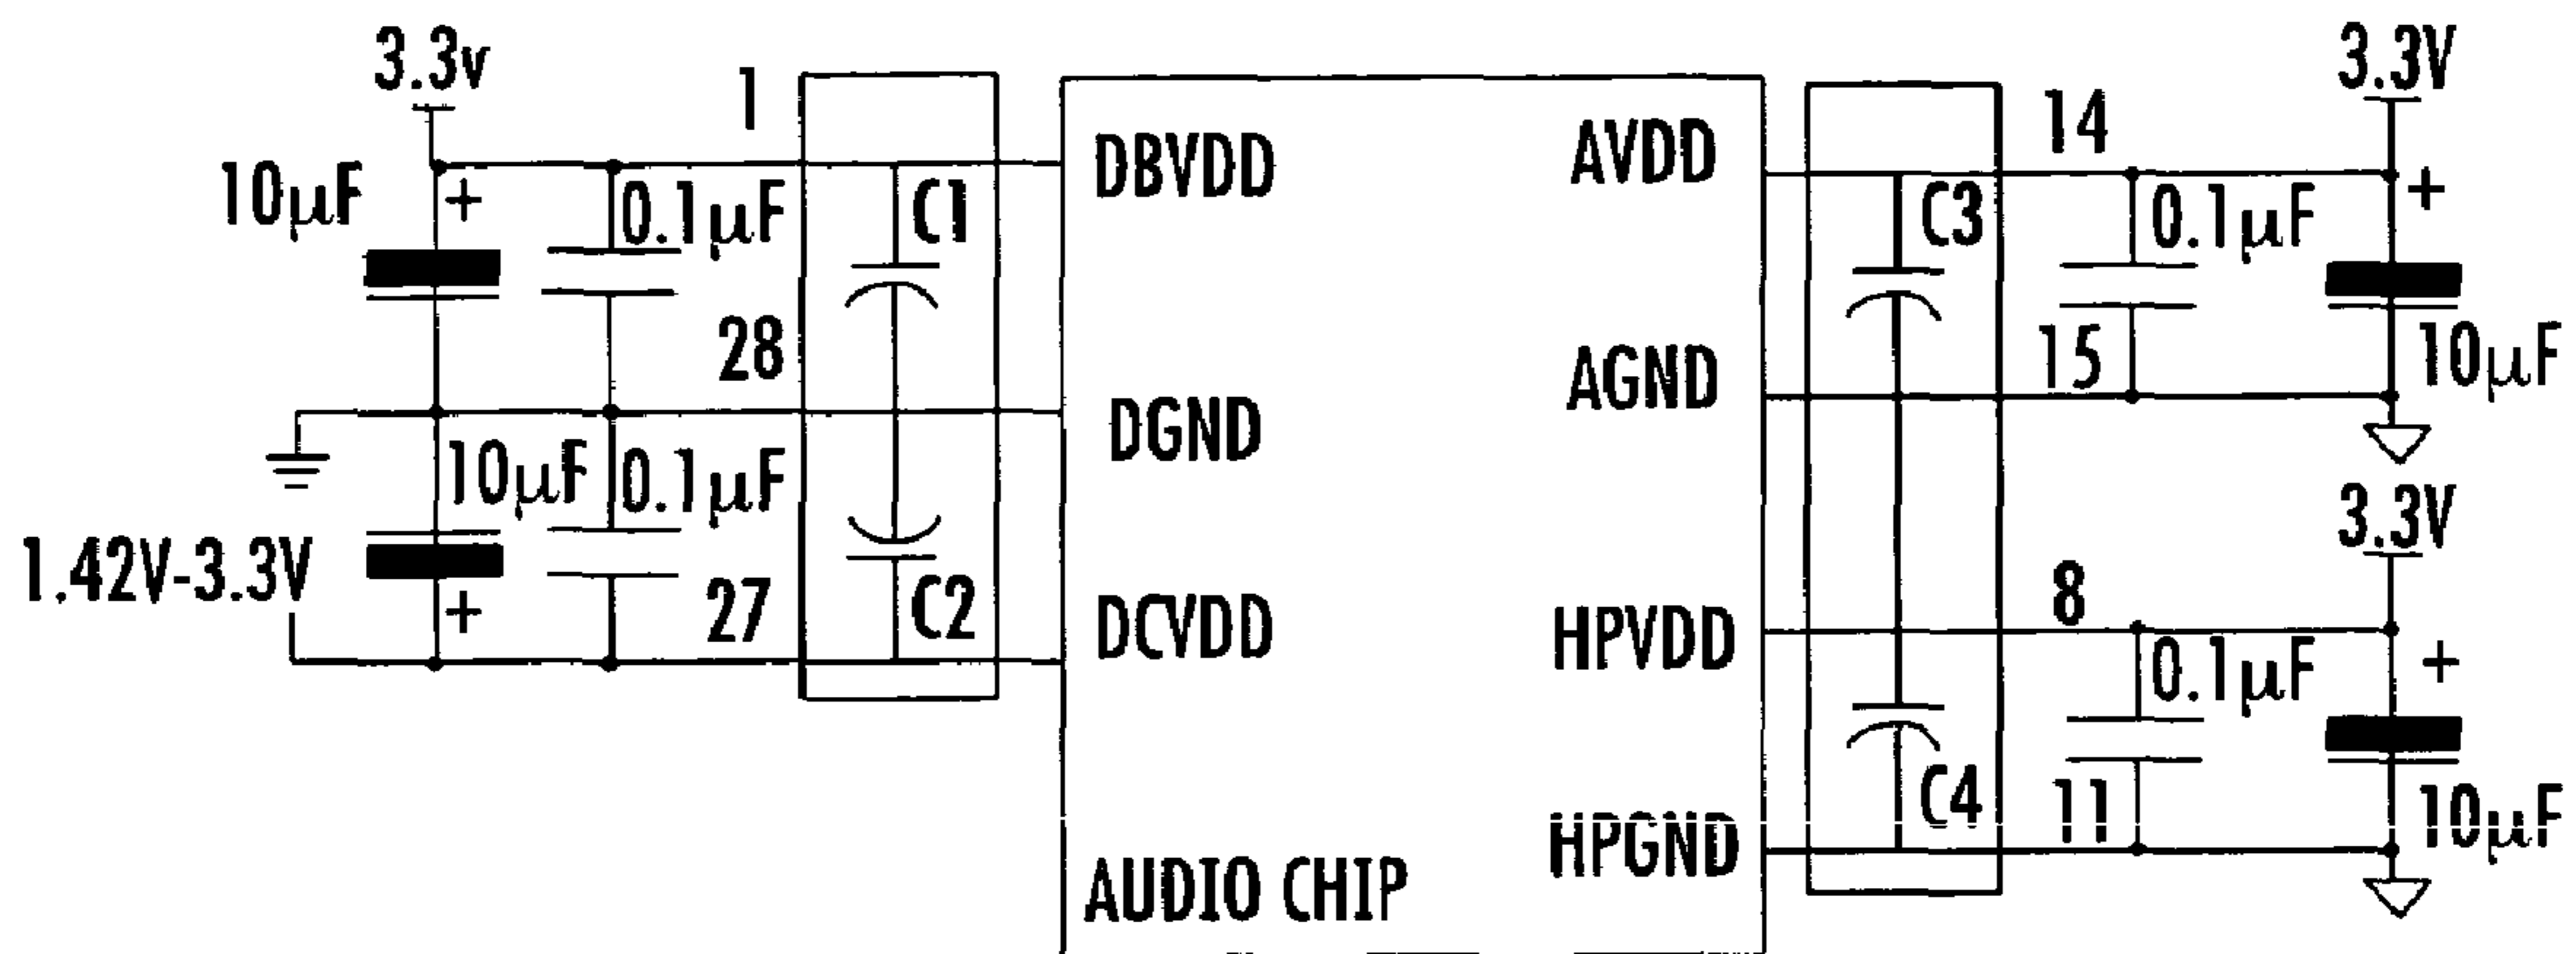 3.3v
1
10µF
+
0.1µF
C1
DBVDD
28
DGND
10µF
0.1µF
1.42V-3.3V
+
27
C2
DCVDD
AUDIO CHIP
3.3V
AVDD
14
C3
0.1µF
+
AGND
15
10µF
3.3V
HPVDD
8
0.1µF
+
C4
HPGND
11
10µF